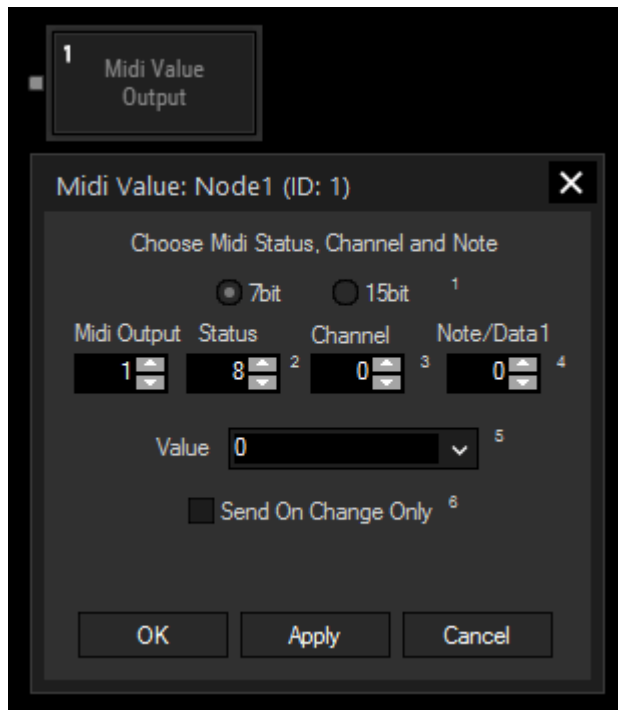 1
Midi Value
Output
Midi Value: Node1 (ID: 1)
Choose Midi Status, Channel and Note
7bit 15bit 1
Midi Output Status Channel Note/Data1
1 8 2 0 3 0 4
Value 0 5
Send On Change Only 6
OK Apply Cancel